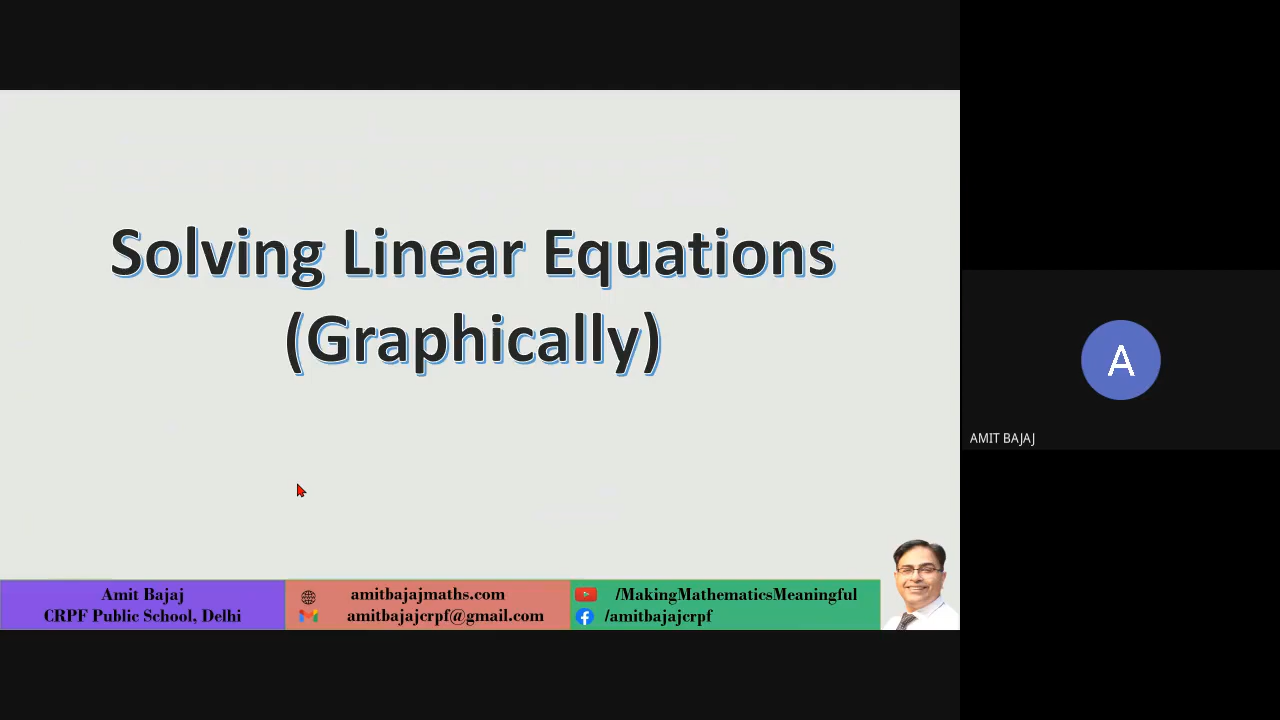 Solving Linear Equations
(Graphically)
A
AMIT BAJAJ
Amit Bajaj
CRPF Public School, Delhi
amitbajajmaths.com
amitbajajcrpf@gmail.com
/MakingMathematicsMeaningful
/amitbajajcrpf